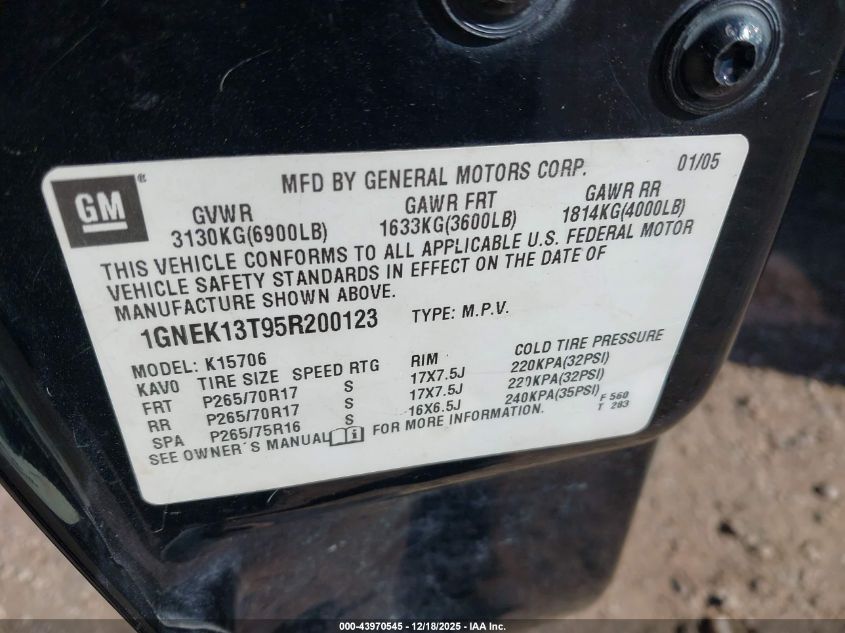 GM®
MFD BY GENERAL MOTORS CORP. 01/05
GVWR GAWR FRT GAWR RR
3130KG(6900LB) 1633KG(3600LB) 1814KG(4000LB)
THIS VEHICLE CONFORMS TO ALL APPLICABLE U.S. FEDERAL MOTOR
VEHICLE SAFETY STANDARDS IN EFFECT ON THE DATE OF
MANUFACTURE SHOWN ABOVE.
1GNEK13T95R200123 TYPE: M.P.V.
MODEL: K15706
KAVO TIRE SIZE SPEED RTG RIM COLD TIRE PRESSURE
FRT P265/70R17 S 17X7.5J 220KPA(32PSI)
RR P265/70R17 S 17X7.5J 220KPA(32PSI)
SPA P265/75R16 S 16X6.5J 240KPA(35PSI)
SEE OWNER'S MANUAL i FOR MORE INFORMATION.
F 560
T 283
000-43970545 - 12/18/2025 - IAA Inc.